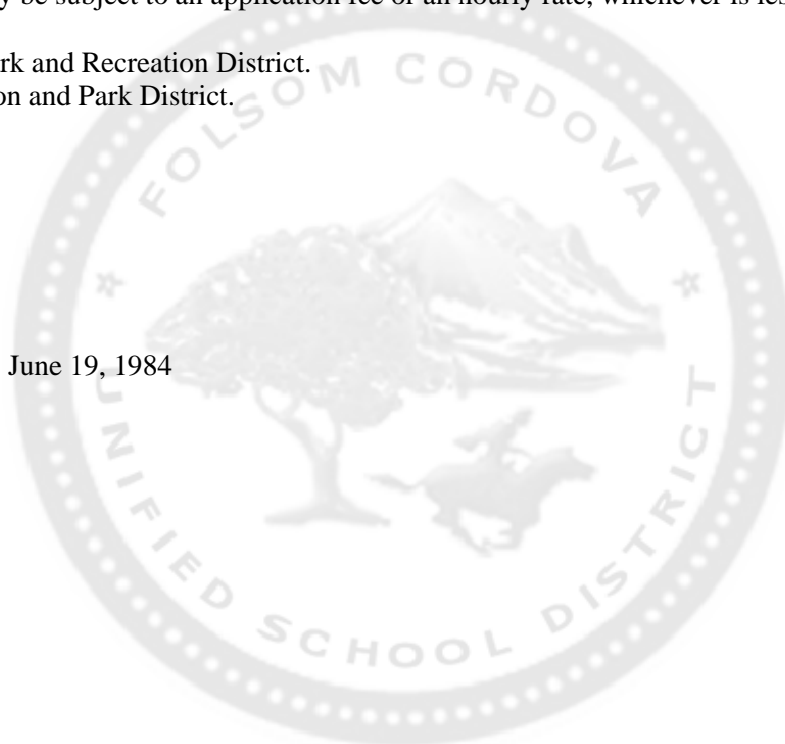 be subject to an application fee or an hourly rate, whichever is les
rk and Recreation District.
on and Park District.
FOLSOM CORDOVA
June 19, 1984
UNIFIED SCHOOL DISTRICT